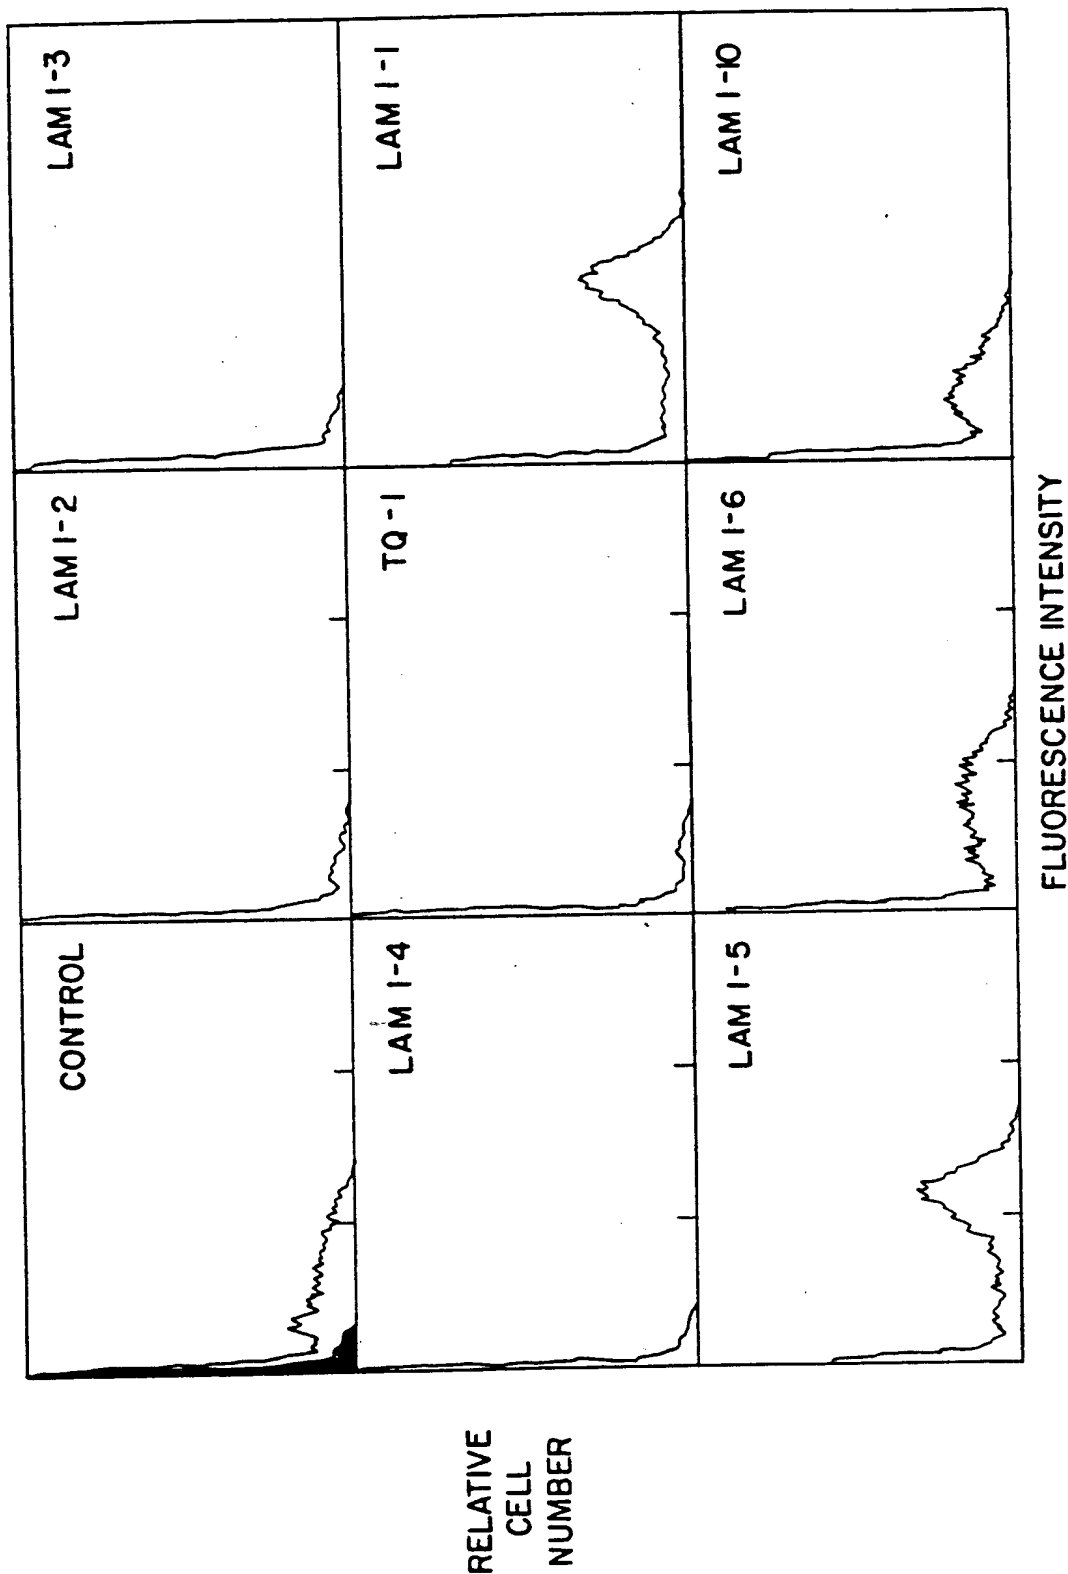 CONTROL
LAM 1-2
LAM 1-3
LAM 1-4
TQ-1
LAM 1-1
LAM 1-5
LAM 1-6
LAM 1-10
RELATIVE
CELL
NUMBER
FLUORESCENCE INTENSITY